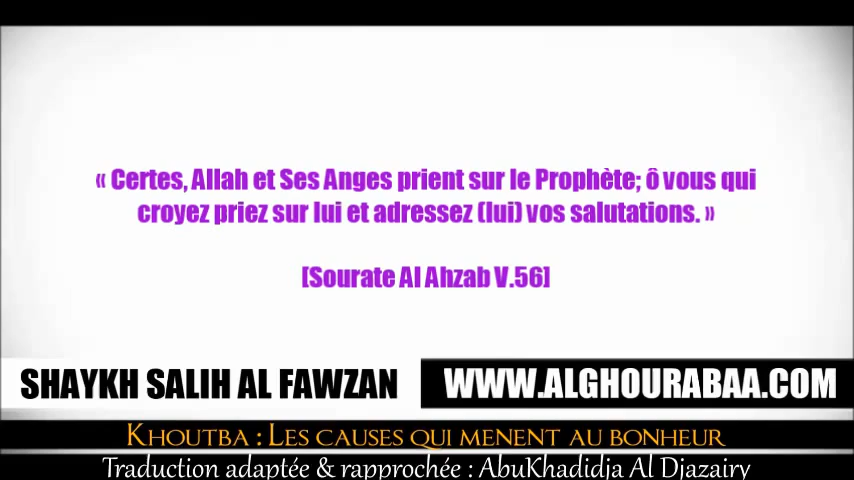 « Certes, Allah et Ses Anges prient sur le Prophète; ô vous qui
croyez priez sur lui et adressez (lui) vos salutations. »
[Sourate Al Ahzab V.56]
SHAYKH SALIH AL FAWZAN
WWW.ALGHOURABAA.COM
Khoutba : Les causes qui menent au bonheur
Traduction adaptée & rapprochée : AbuKhadidja Al Djazairy